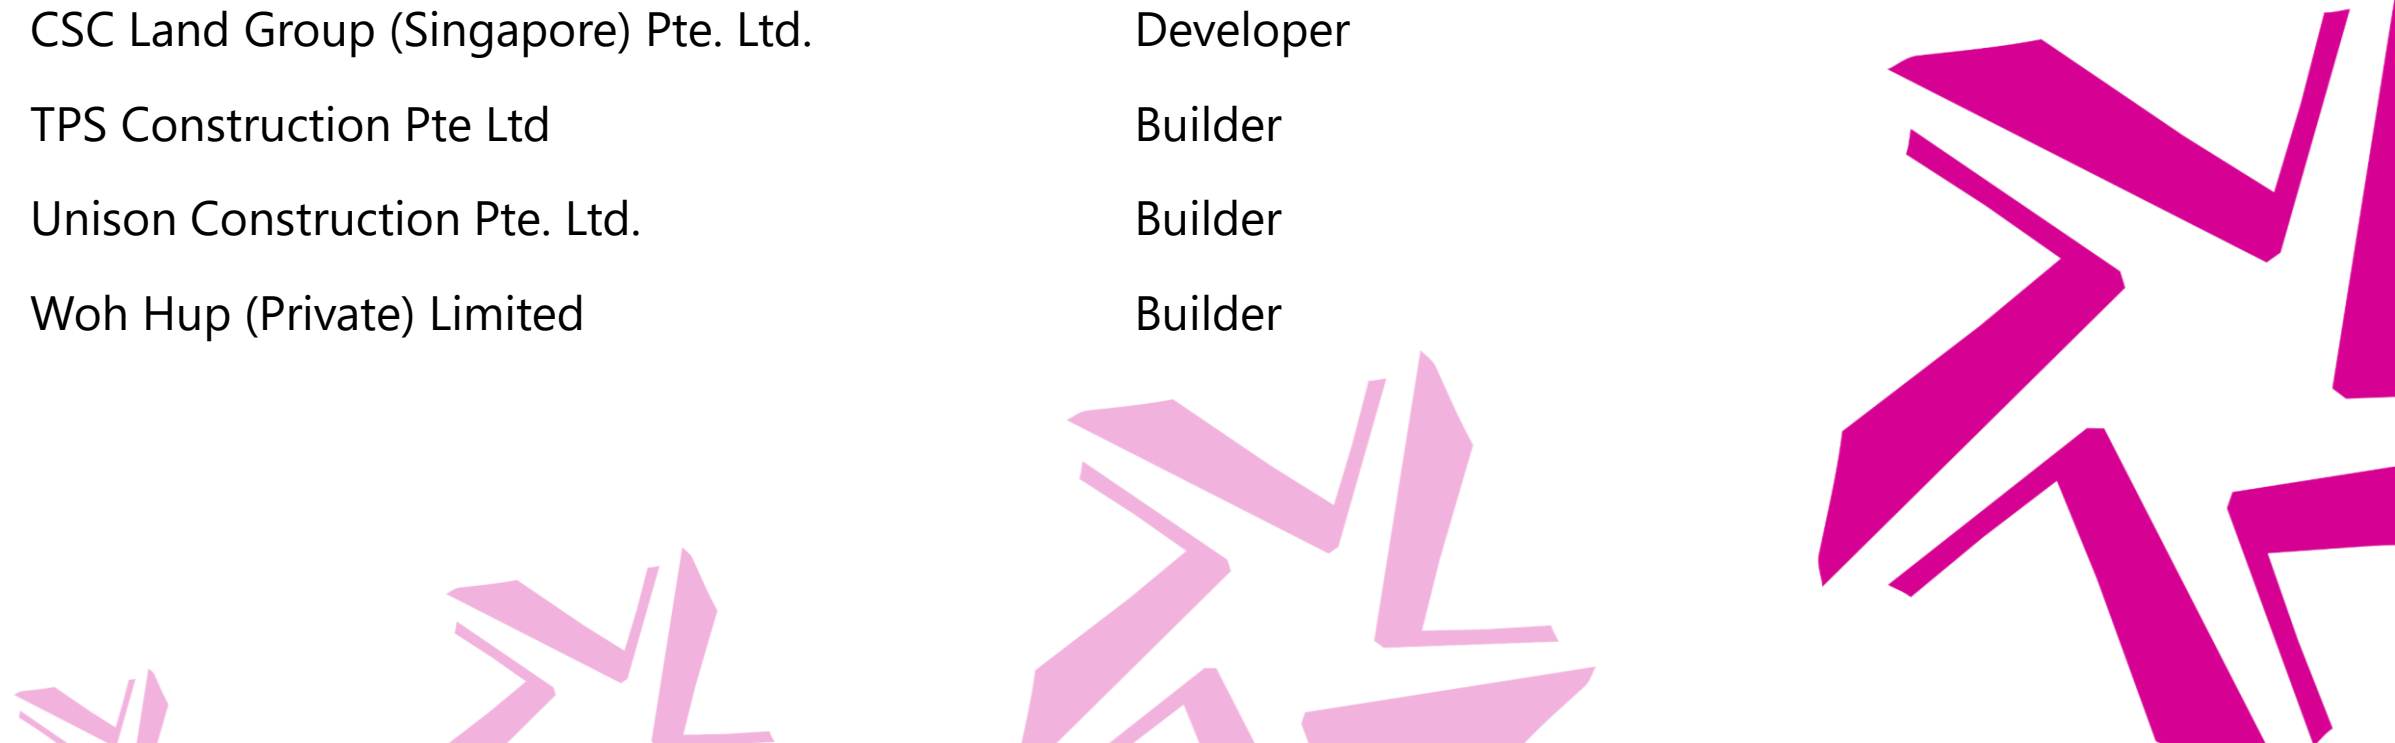 CSC Land Group (Singapore) Pte. Ltd. Developer
TPS Construction Pte Ltd Builder
Unison Construction Pte. Ltd. Builder
Woh Hup (Private) Limited Builder